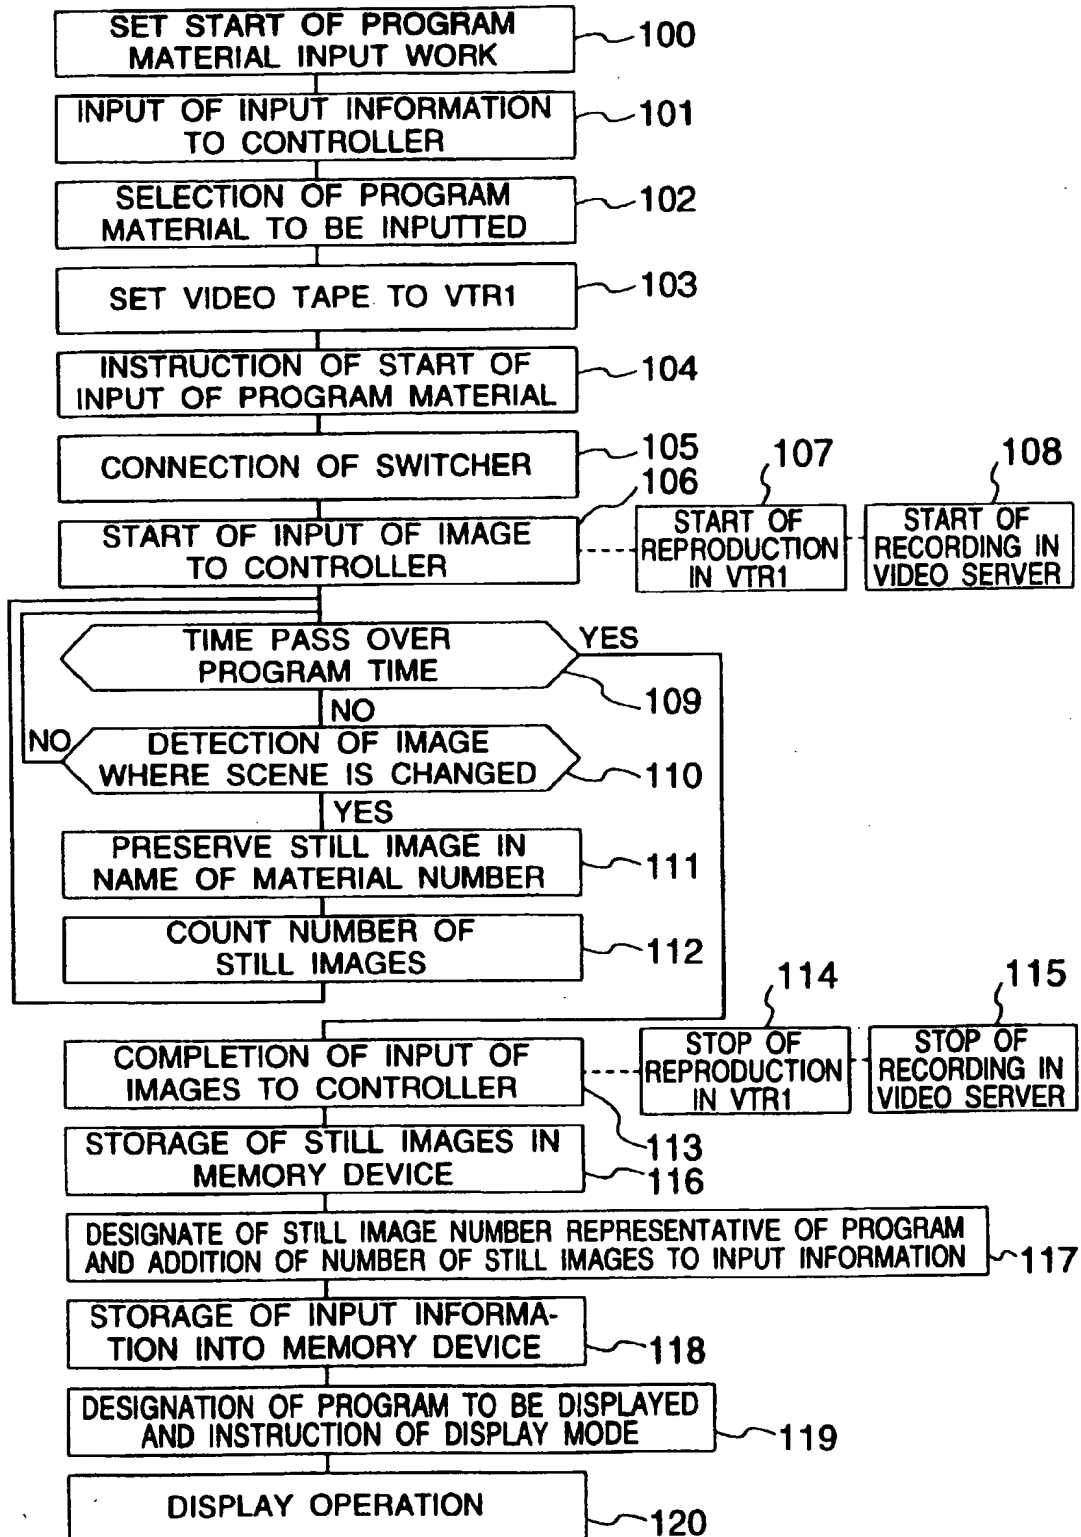 SET START OF PROGRAM
MATERIAL INPUT WORK
100
INPUT OF INPUT INFORMATION
TO CONTROLLER
101
SELECTION OF PROGRAM
MATERIAL TO BE INPUTTED
102
SET VIDEO TAPE TO VTR1
103
INSTRUCTION OF START OF
INPUT OF PROGRAM MATERIAL
104
CONNECTION OF SWITCHER
105
START OF INPUT OF IMAGE
TO CONTROLLER
106
107
START OF
REPRODUCTION
IN VTR1
108
START OF
RECORDING IN
VIDEO SERVER
TIME PASS OVER
PROGRAM TIME
YES
109
NO
DETECTION OF IMAGE
WHERE SCENE IS CHANGED
NO
110
YES
PRESERVE STILL IMAGE IN
NAME OF MATERIAL NUMBER
111
COUNT NUMBER OF
STILL IMAGES
112
COMPLETION OF INPUT OF
IMAGES TO CONTROLLER
113
114
STOP OF
REPRODUCTION
IN VTR1
115
STOP OF
RECORDING IN
VIDEO SERVER
STORAGE OF STILL IMAGES IN
MEMORY DEVICE
116
DESIGNATE OF STILL IMAGE NUMBER REPRESENTATIVE OF PROGRAM
AND ADDITION OF NUMBER OF STILL IMAGES TO INPUT INFORMATION
117
STORAGE OF INPUT INFORMA-
TION INTO MEMORY DEVICE
118
DESIGNATION OF PROGRAM TO BE DISPLAYED
AND INSTRUCTION OF DISPLAY MODE
119
DISPLAY OPERATION
120